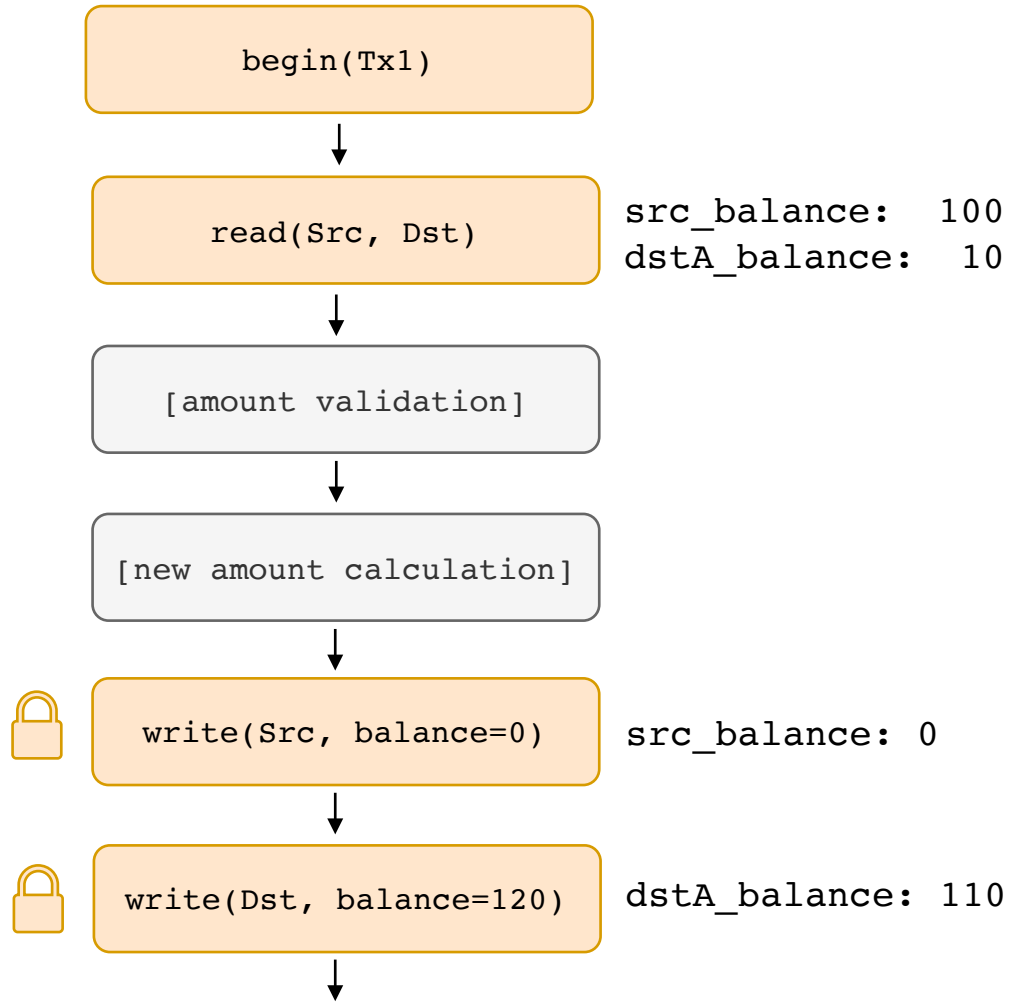 begin(Tx1)
read(Src, Dst)
src_balance: 100
dstA_balance: 10
[amount validation]
[new amount calculation]
write(Src, balance=0)
src_balance: 0
write(Dst, balance=120)
dstA_balance: 110